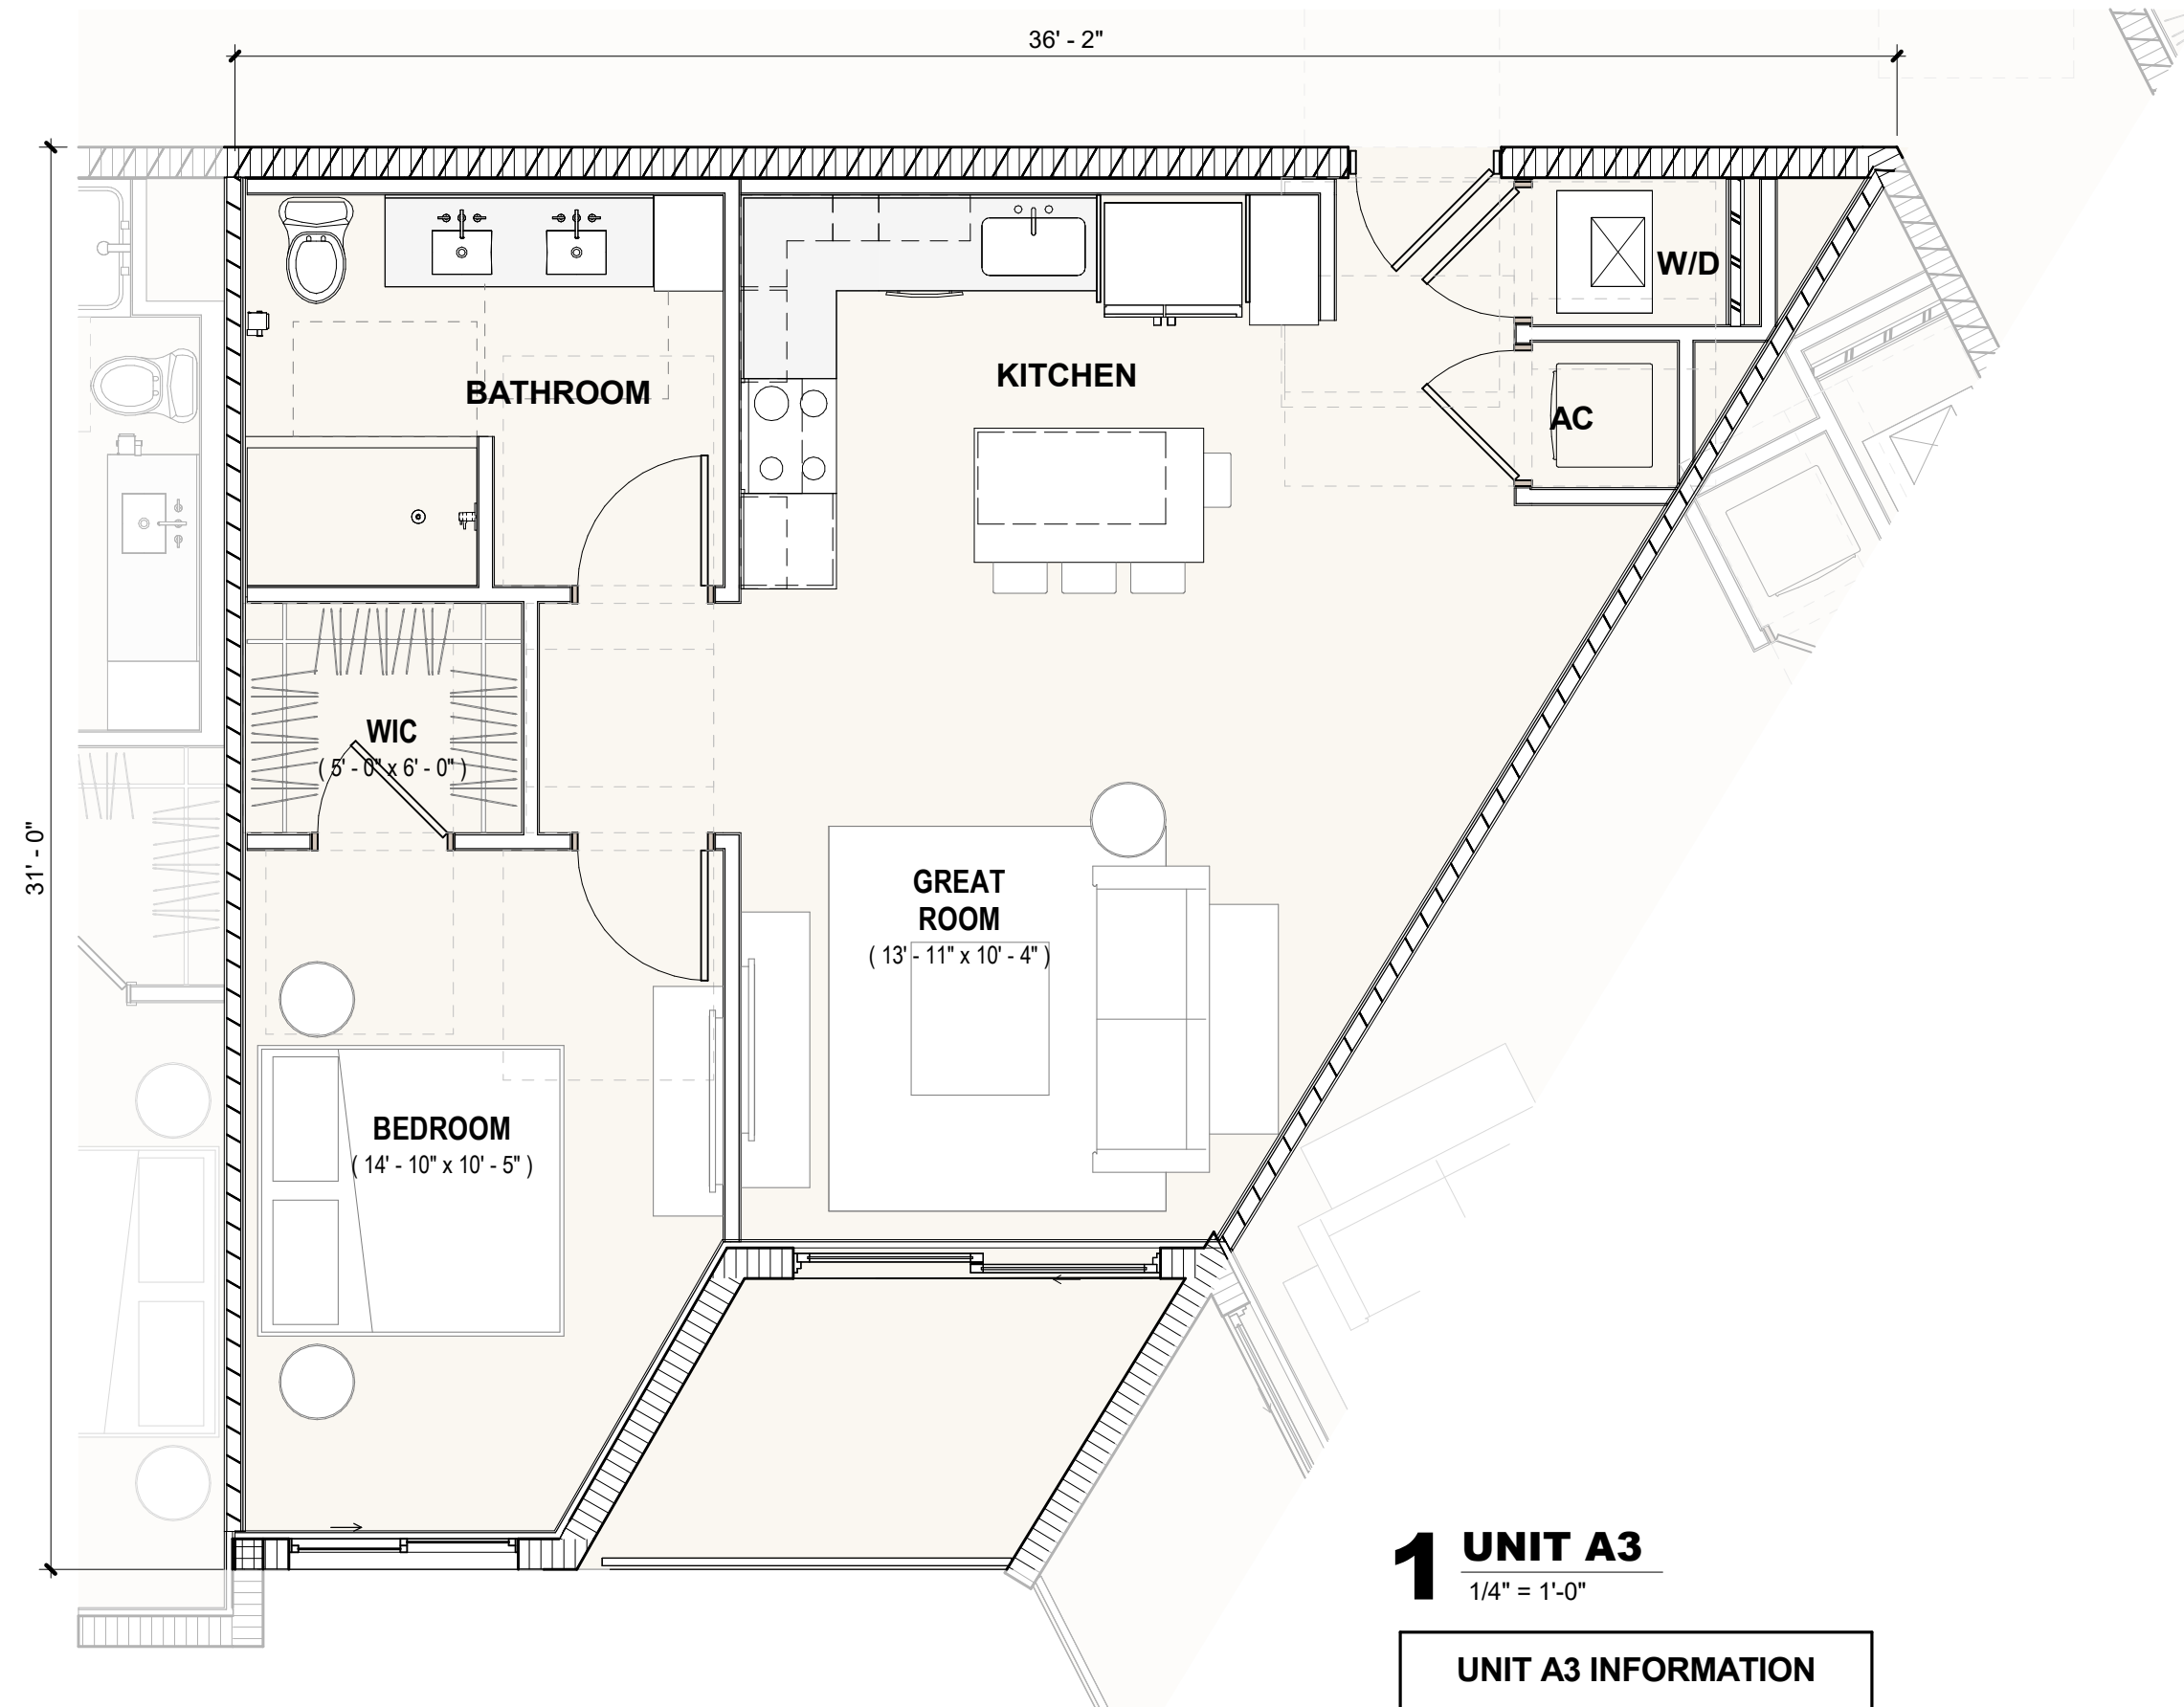 36' - 2"
W/D
KITCHEN
BATHROOM
AC
WIC
( 5' - 0" x 6' - 0" )
31' - 0"
GREAT
ROOM
( 13' - 11" x 10' - 4" )
BEDROOM
( 14' - 10" x 10' - 5" )
1 UNIT A3
1/4" = 1'-0"
UNIT A3 INFORMATION